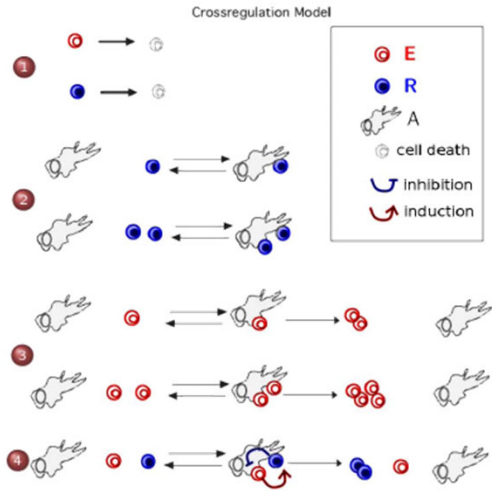 Crossregulation Model
1
E
R
A
cell death
inhibition
induction
2
3
4